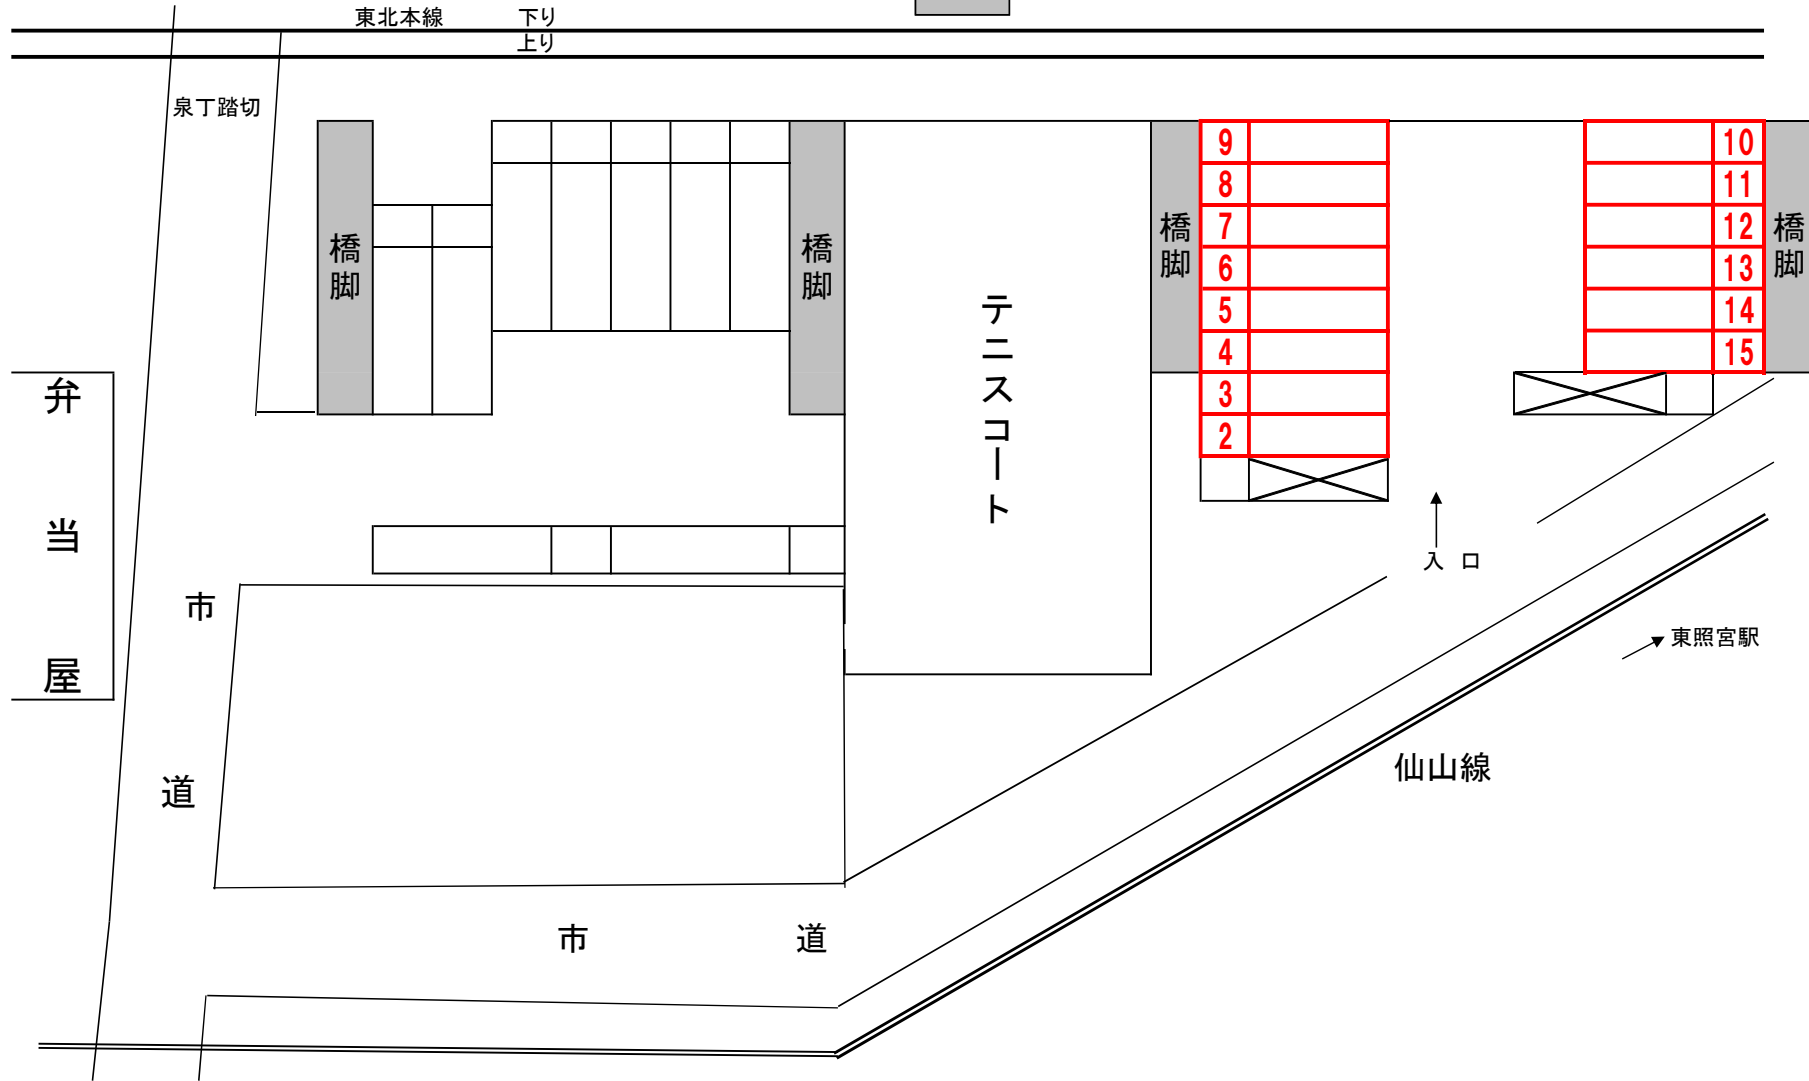 東北本線
下り
上り
泉丁踏切
橋脚
橋脚
橋脚
橋脚
9
8
7
6
5
4
3
2
10
11
12
13
14
15
テニスコート
弁当屋
入口
市道
東照宮駅
仙山線
市道